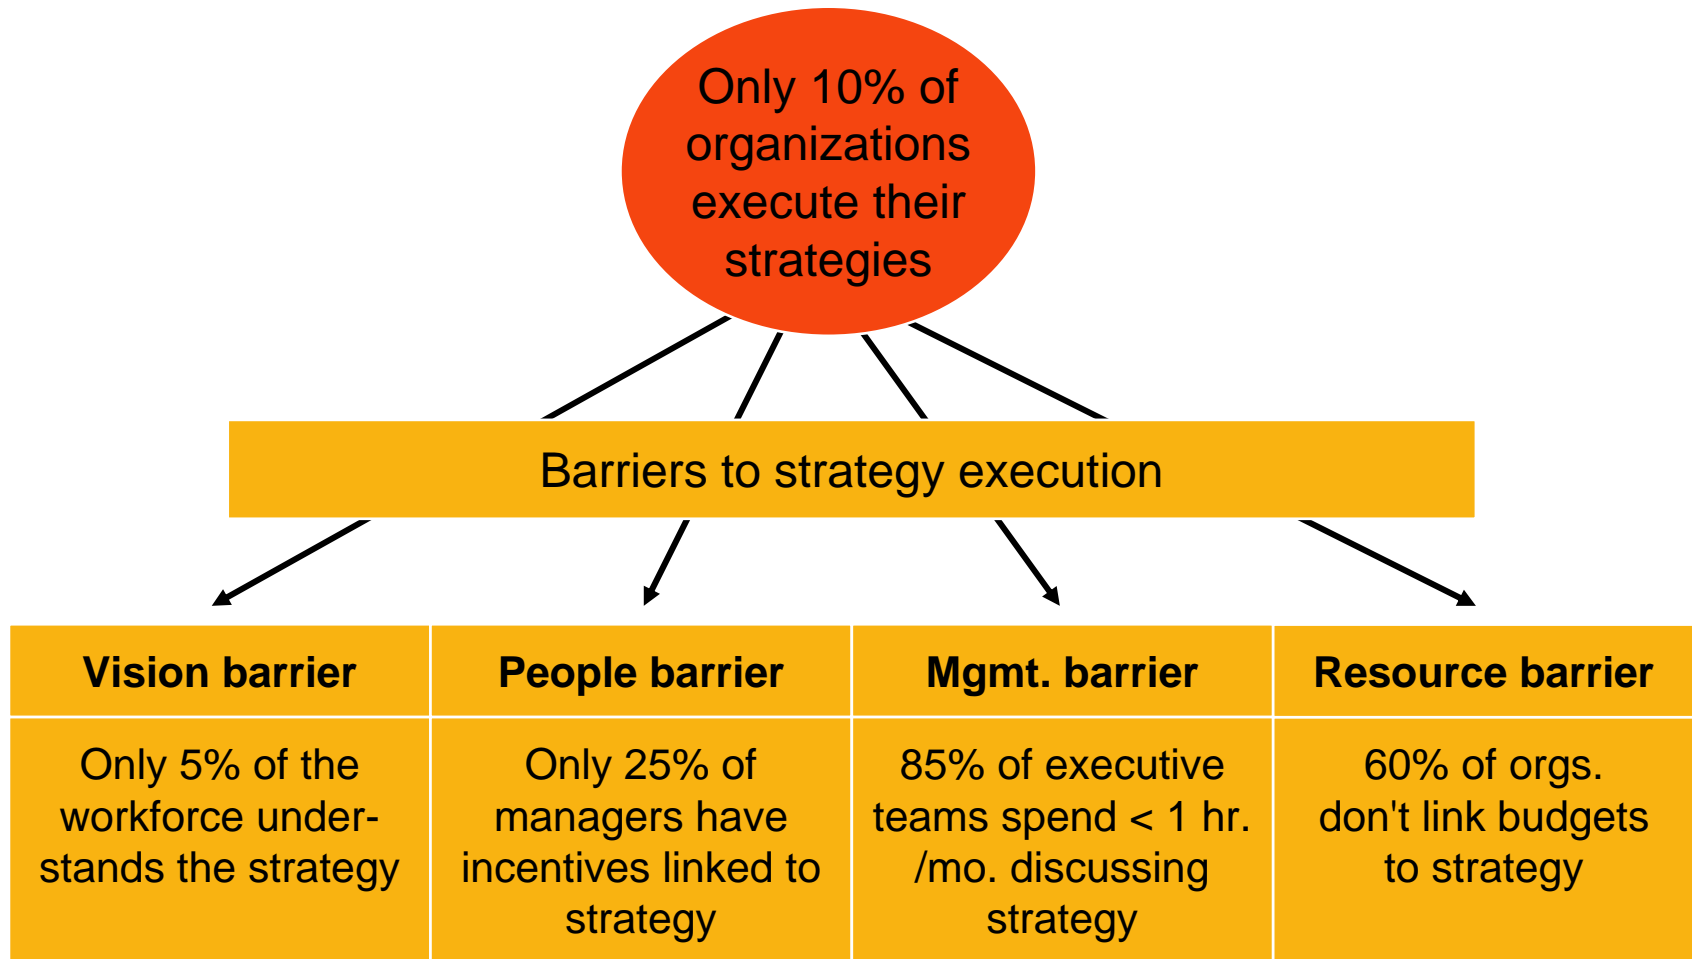 Only 10% of
organizations
execute their
strategies
Barriers to strategy execution
Vision barrier
Only 5% of the
workforce under-
stands the strategy
People barrier
Only 25% of
managers have
incentives linked to
strategy
Mgmt. barrier
85% of executive
teams spend < 1 hr.
/mo. discussing
strategy
Resource barrier
60% of orgs.
don't link budgets
to strategy